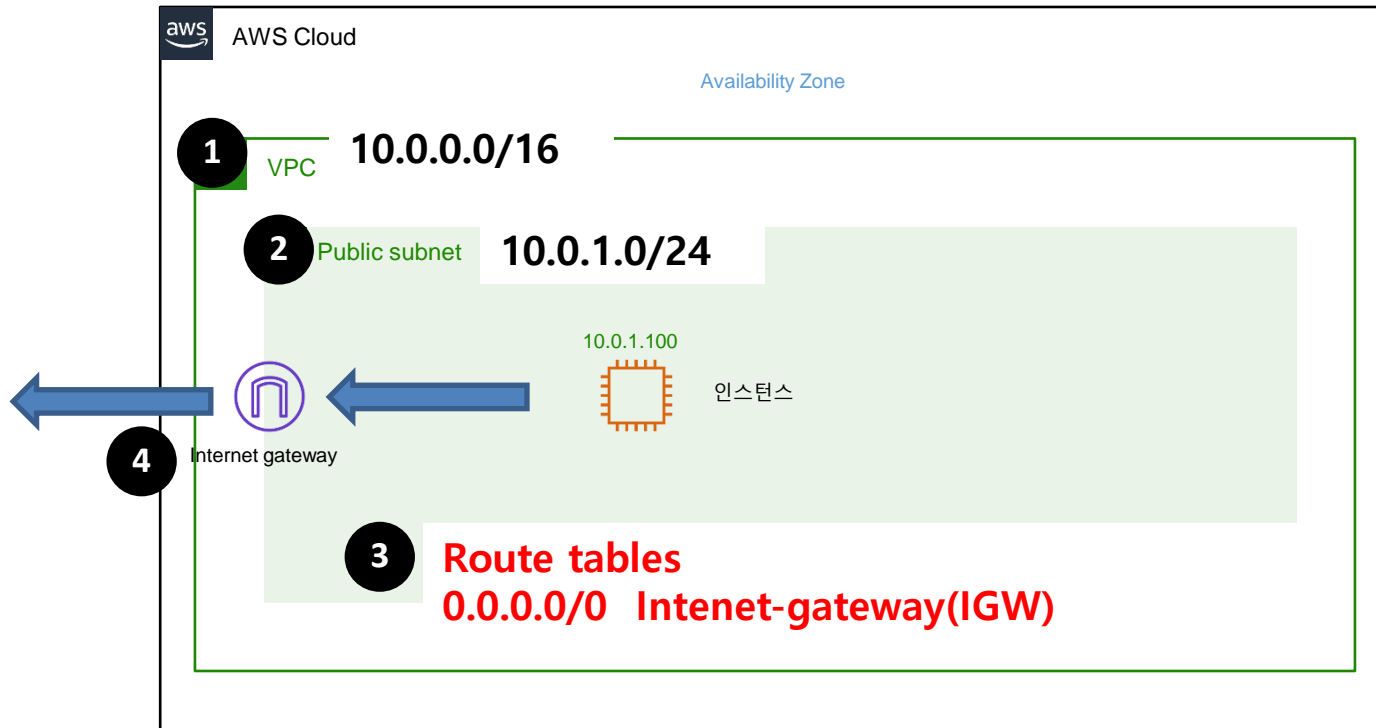 aws
AWS Cloud
Availability Zone
1
VPC
10.0.0.0/16
2
Public subnet
10.0.1.0/24
10.0.1.100
인스턴스
4
Internet gateway
3
Route tables
0.0.0.0/0 Intenet-gateway(IGW)